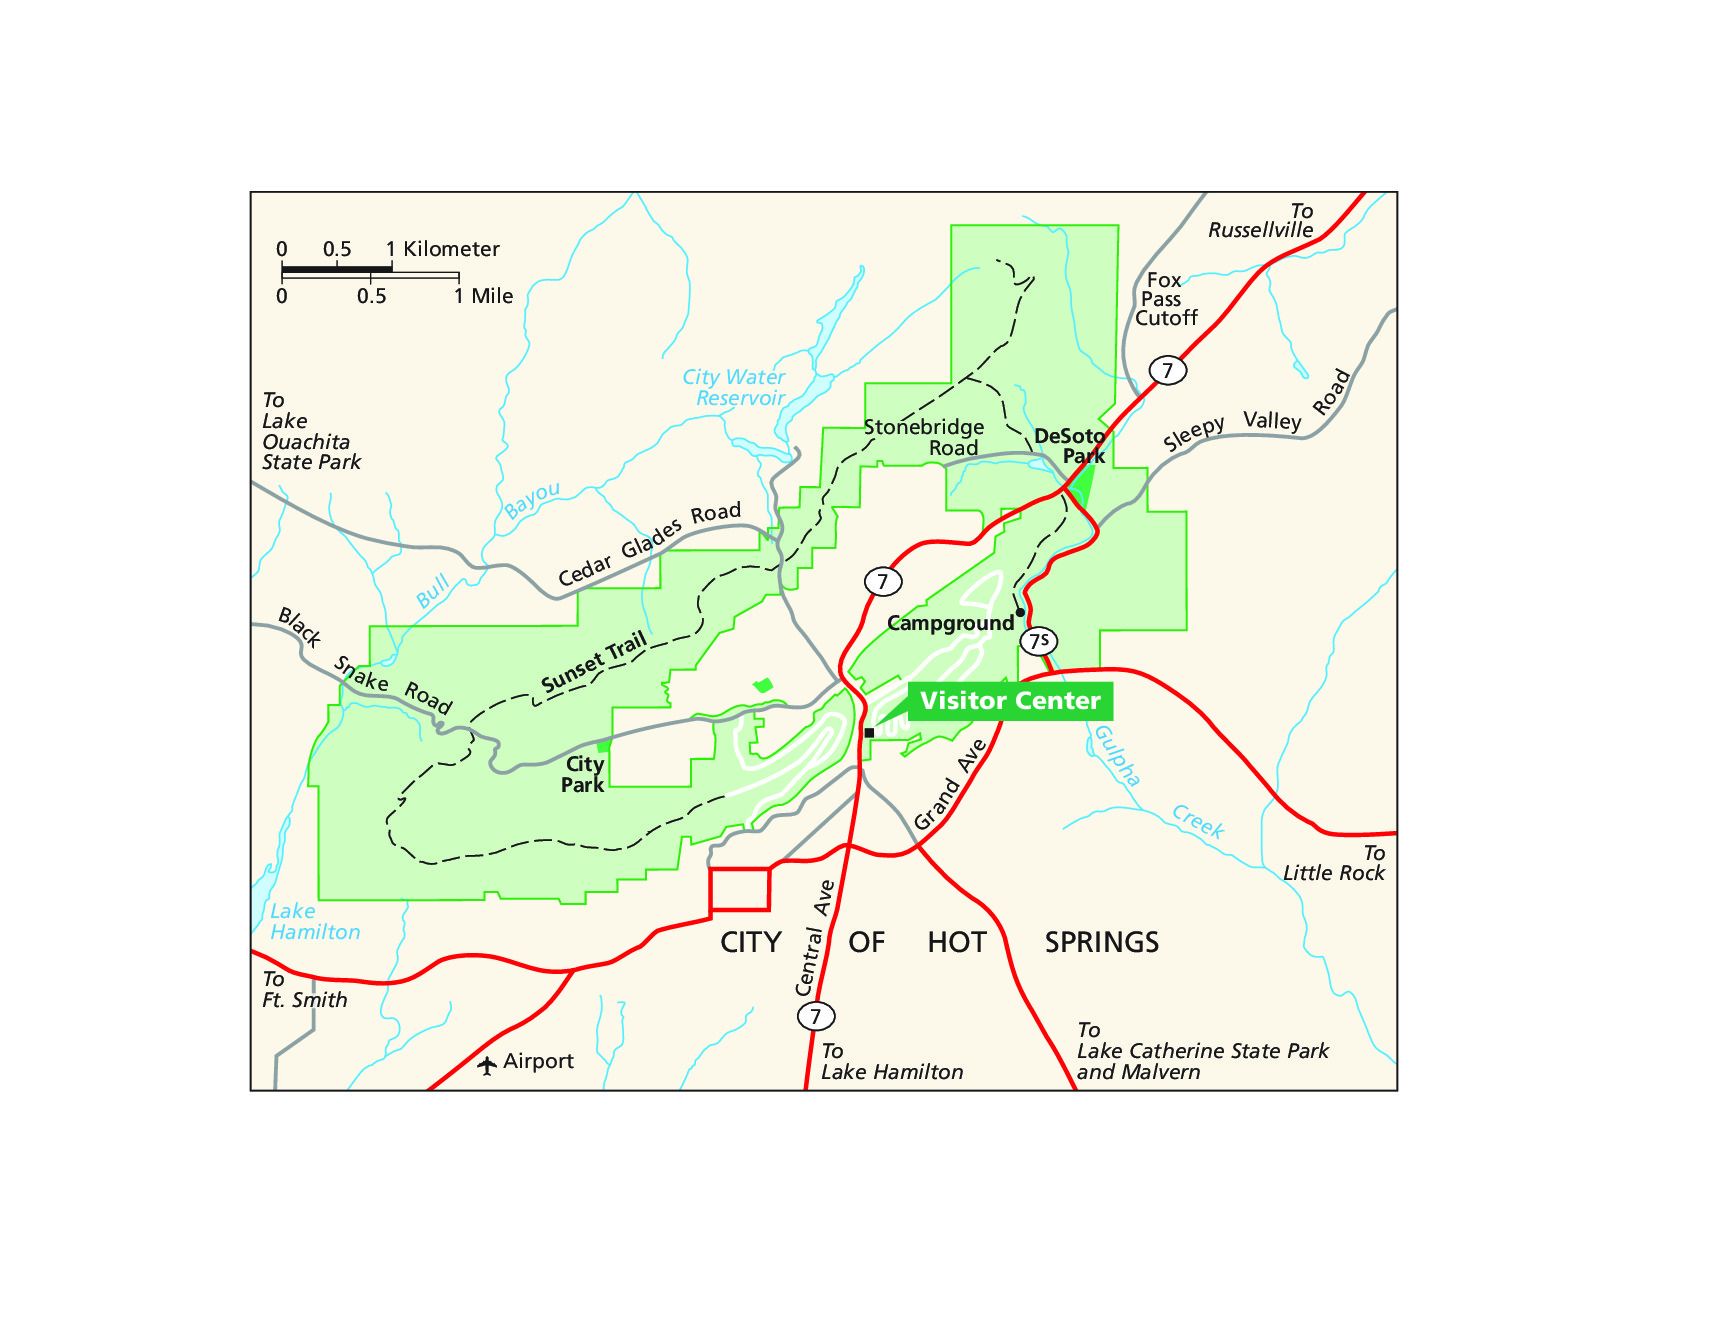 To
Russellville
0 0.5 1 Kilometer
0 0.5 1 Mile
Fox
Pass
Cutoff
7
City Water
Reservoir
To
Lake
Ouachita
State Park
Sleepy Valley Road
Stonebridge
Road
DeSoto
Park
Bayou
Cedar Glades Road
7
Bull
Black
Snake Road
Campground
7S
Sunset Trail
Visitor Center
Gulpha
Creek
City
Park
Grand Ave
To
Little Rock
Lake
Hamilton
Central Ave
CITY OF HOT SPRINGS
To
Ft. Smith
7
Airport
To
Lake Hamilton
To
Lake Catherine State Park
and Malvern